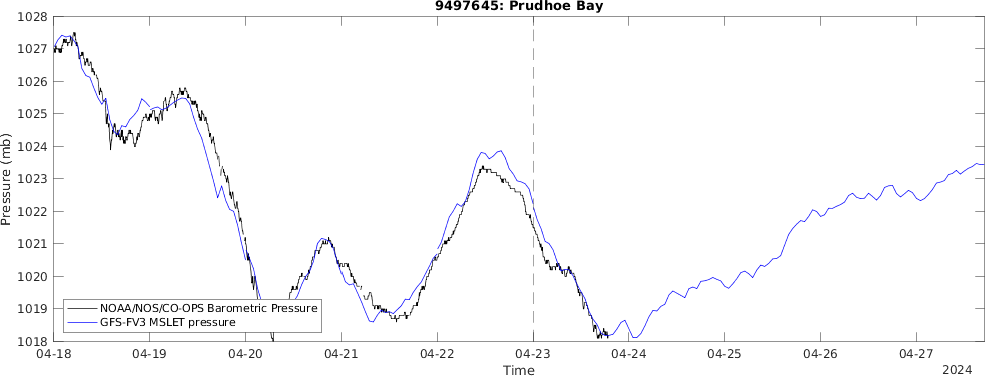 9497645: Prudhoe Bay
1028
1027
1026
1025
1024
1023
1022
1021
1020
1019
1018
Pressure (mb)
NOAA/NOS/CO-OPS Barometric Pressure
GFS-FV3 MSLET pressure
04-18 04-19 04-20 04-21 04-22 04-23 04-24 04-25 04-26 04-27
Time
2024